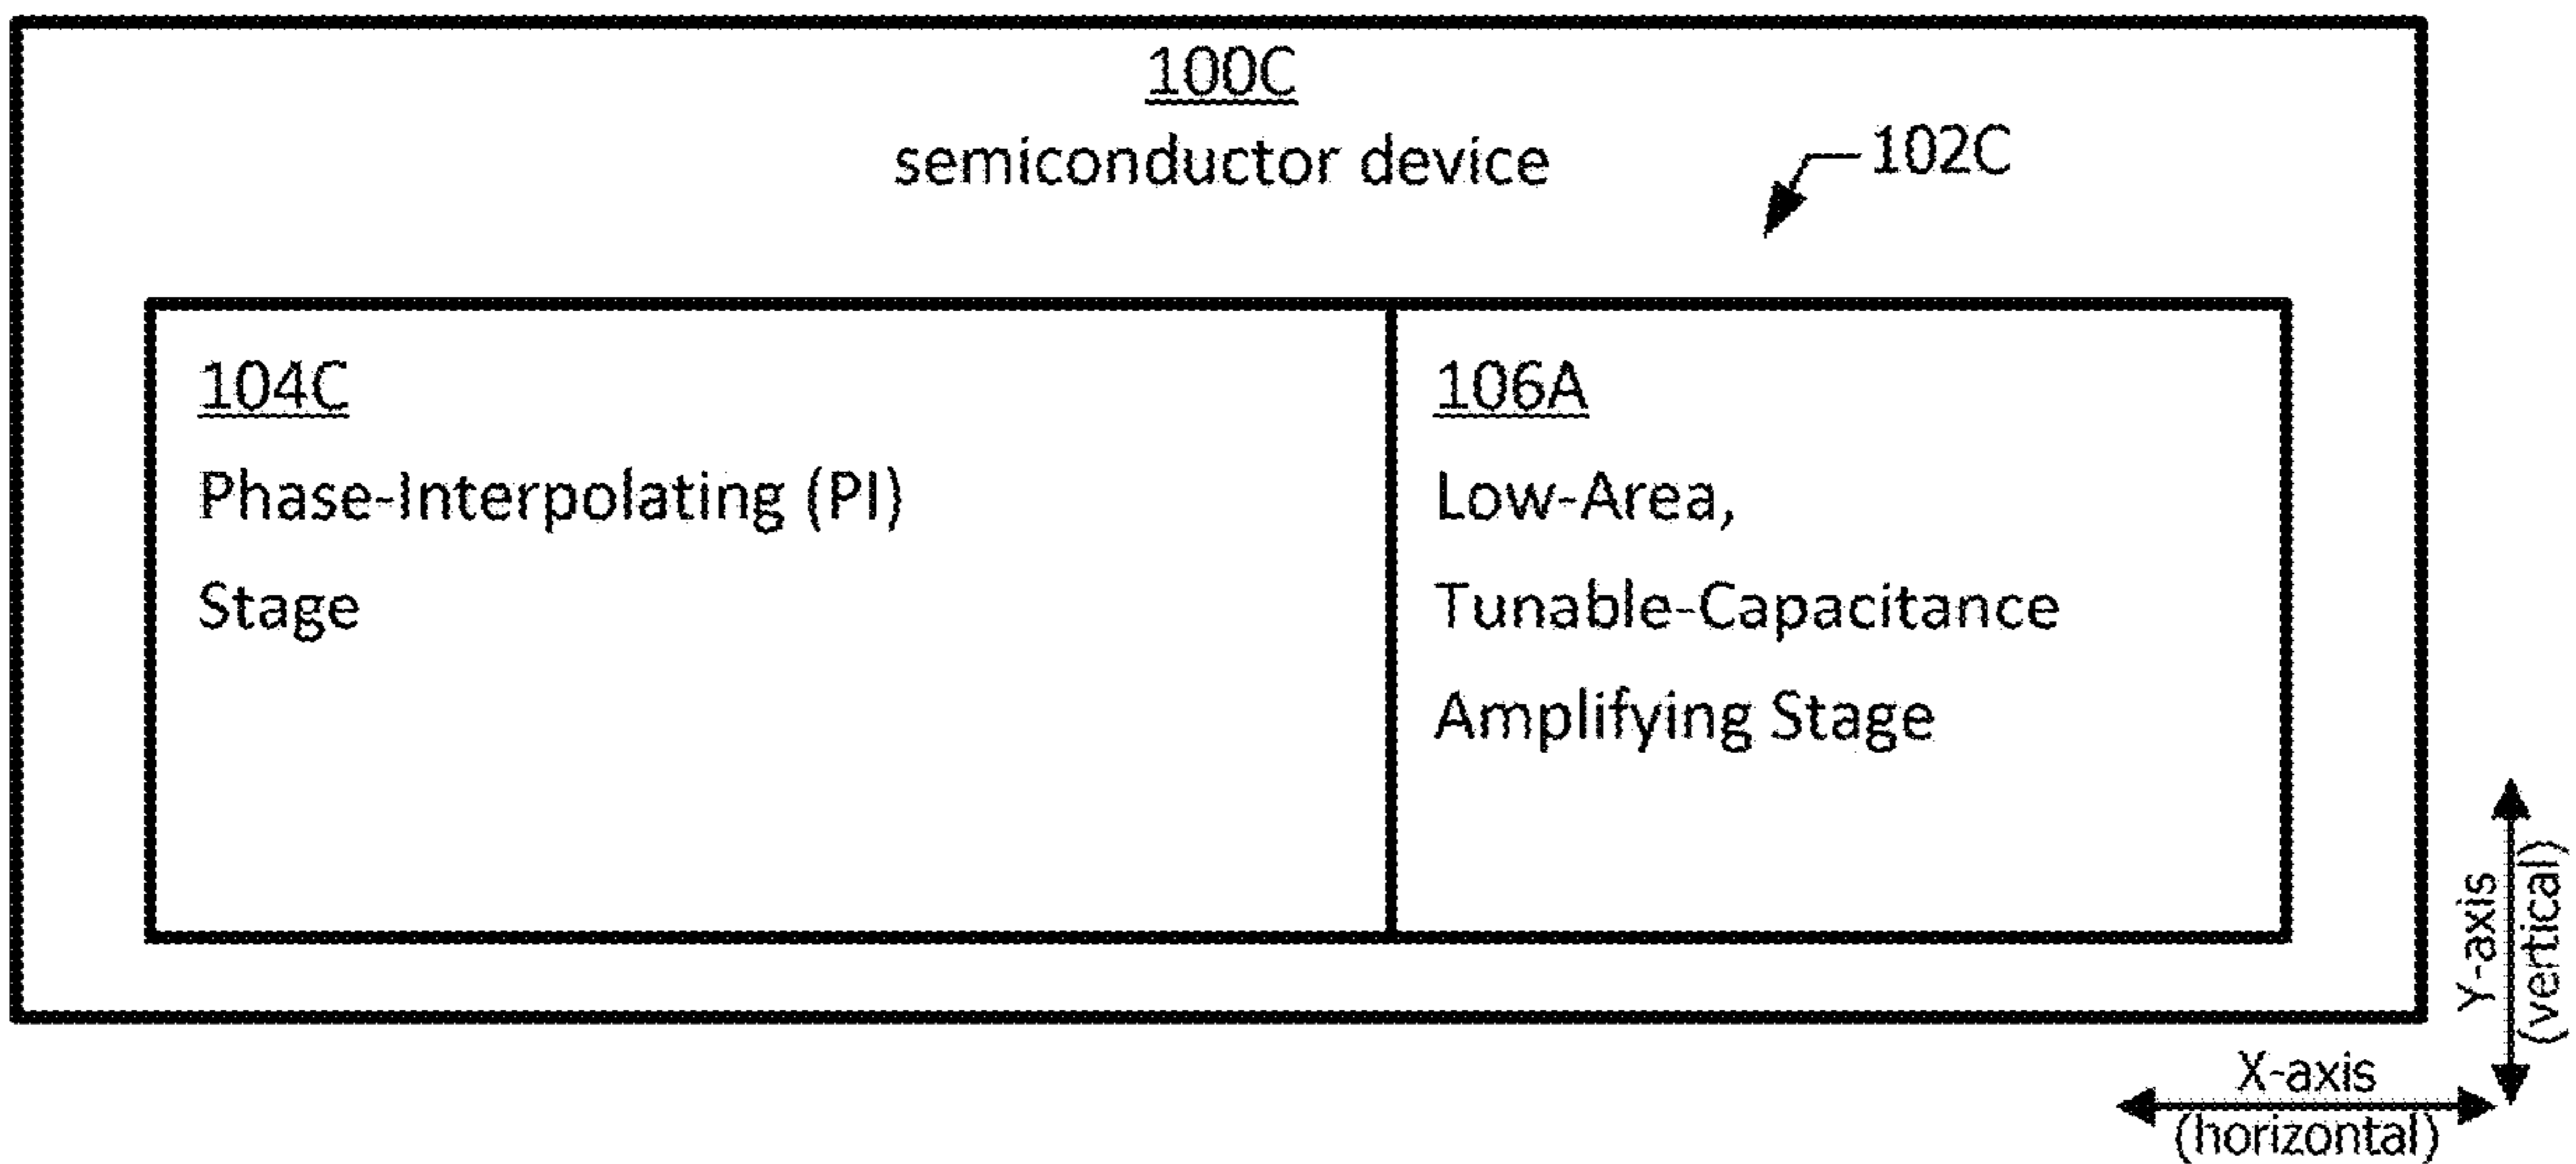 100C
semiconductor device
102C
104C
Phase-Interpolating (PI)
Stage
106A
Low-Area,
Tunable-Capacitance
Amplifying Stage
Y-axis
(vertical)
X-axis
(horizontal)